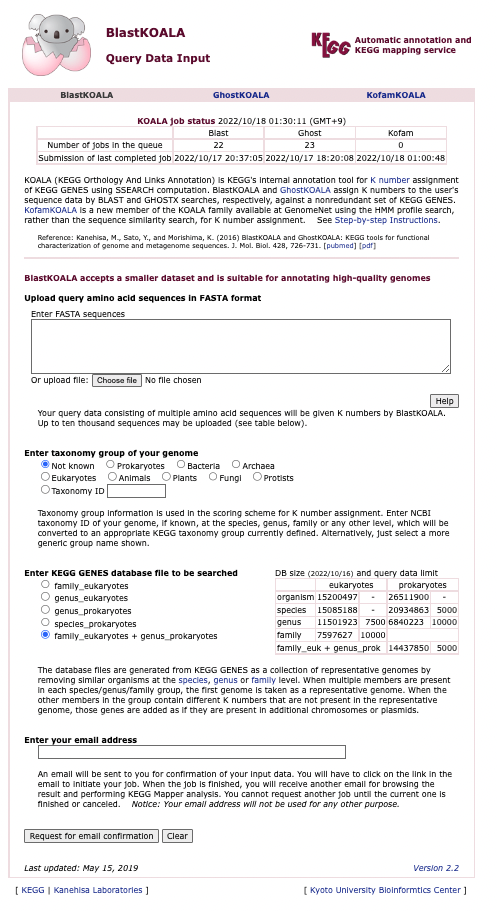 BlastKOALA
Query Data Input
KEGG
Automatic annotation and
KEGG mapping service
BlastKOALA GhostKOALA KofamKOALA
KOALA job status 2022/10/18 01:30:11 (GMT+9)
Blast Ghost Kofam
Number of jobs in the queue 22 23 0
Submission of last completed job 2022/10/17 20:37:05 2022/10/17 18:20:08 2022/10/18 01:00:48
KOALA (KEGG Orthology And Links Annotation) is KEGG's internal annotation tool for K number assignment
of KEGG GENES using SSEARCH computation. BlastKOALA and GhostKOALA assign K numbers to the user's
sequence data by BLAST and GHOSTX searches, respectively, against a nonredundant set of KEGG GENES.
KofamKOALA is a new member of the KOALA family available at GenomeNet using the HMM profile search,
rather than the sequence similarity search, for K number assignment. See Step-by-step Instructions.
Reference: Kanehisa, M., Sato, Y., and Morishima, K. (2016) BlastKOALA and GhostKOALA: KEGG tools for functional
characterization of genome and metagenome sequences. J. Mol. Biol. 428, 726-731. [pubmed] [pdf]
BlastKOALA accepts a smaller dataset and is suitable for annotating high-quality genomes
Upload query amino acid sequences in FASTA format
Enter FASTA sequences
Or upload file: Choose file No file chosen
Help
Your query data consisting of multiple amino acid sequences will be given K numbers by BlastKOALA.
Up to ten thousand sequences may be uploaded (see table below).
Enter taxonomy group of your genome
Not known Prokaryotes Bacteria Archaea
Eukaryotes Animals Plants Fungi Protists
Taxonomy ID
Taxonomy group information is used in the scoring scheme for K number assignment. Enter NCBI
taxonomy ID of your genome, if known, at the species, genus, family or any other level, which will be
converted to an appropriate KEGG taxonomy group currently defined. Alternatively, just select a more
generic group name shown.
Enter KEGG GENES database file to be searched
family_eukaryotes
genus_eukaryotes
genus_prokaryotes
species_prokaryotes
family_eukaryotes + genus_prokaryotes
DB size (2022/10/16) and query data limit
eukaryotes prokaryotes
organism 15200497 - 26511900 -
species 15085188 - 20934863 5000
genus 11501923 7500 6840223 10000
family 7597627 10000
family_euk + genus_prok 14437850 5000
The database files are generated from KEGG GENES as a collection of representative genomes by
removing similar organisms at the species, genus or family level. When multiple members are present
in each species/genus/family group, the first genome is taken as a representative genome. When the
other members in the group contain different K numbers that are not present in the representative
genome, those genes are added as if they are present in additional chromosomes or plasmids.
Enter your email address
An email will be sent to you for confirmation of your input data. You will have to click on the link in the
email to initiate your job. When the job is finished, you will receive another email for browsing the
result and performing KEGG Mapper analysis. You cannot request another job until the current one is
finished or canceled. Notice: Your email address will not be used for any other purpose.
Request for email confirmation Clear
Last updated: May 15, 2019 Version 2.2
[ KEGG | Kanehisa Laboratories ] [ Kyoto University Bioinformtics Center ]